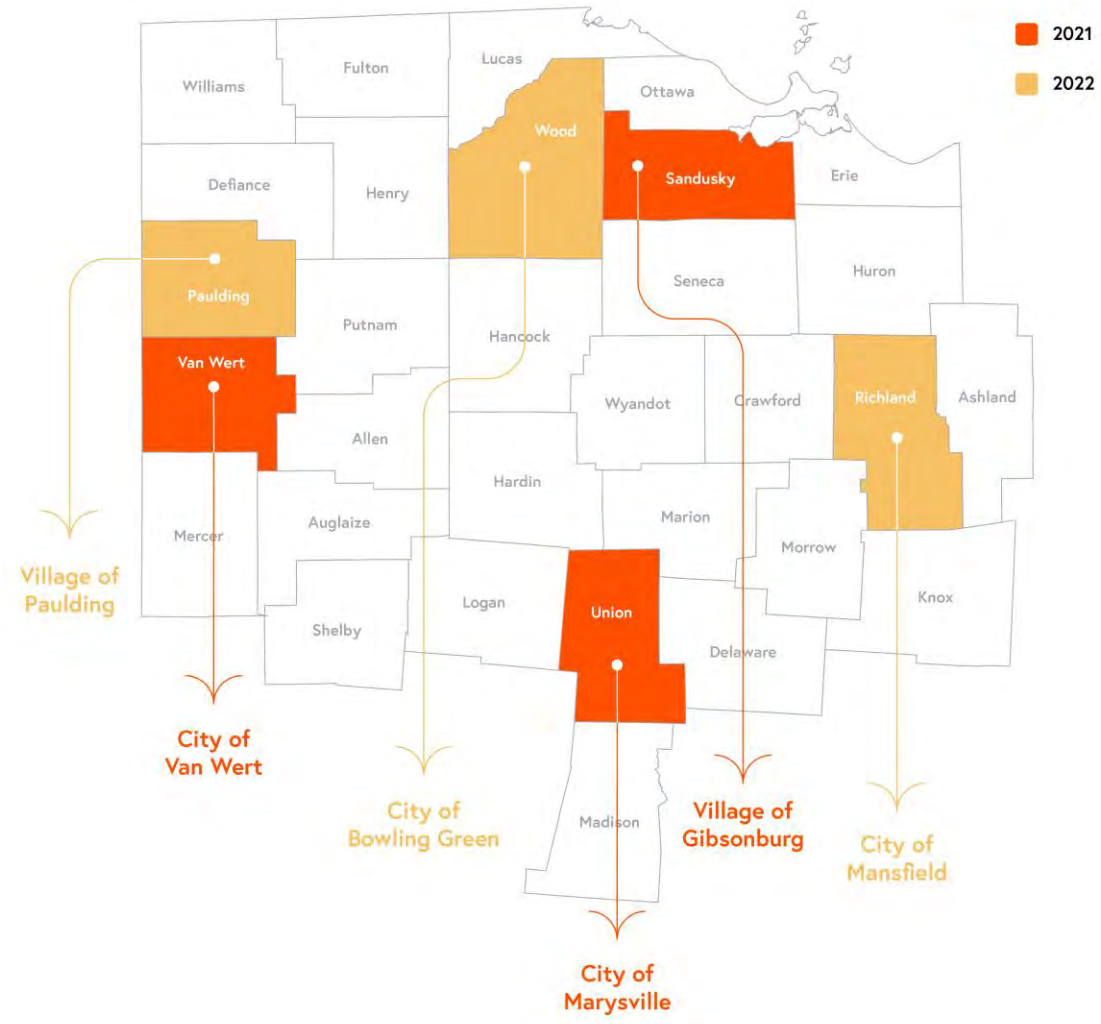 2021
2022
Lucas
Fulton
Williams
Ottawa
Wood
Sandusky
Erie
Defiance
Henry
Huron
Seneca
Paulding
Putnam
Hancock
Van Wert
Wyandot
Crawford
Richland
Ashland
Allen
Hardin
Marion
Auglaize
Mercer
Morrow
Village of
Paulding
Knox
Logan
Union
Shelby
Delaware
City of
Van Wert
City of
Bowling Green
Madison
Village of
Gibsonburg
City of
Mansfield
City of
Marysville